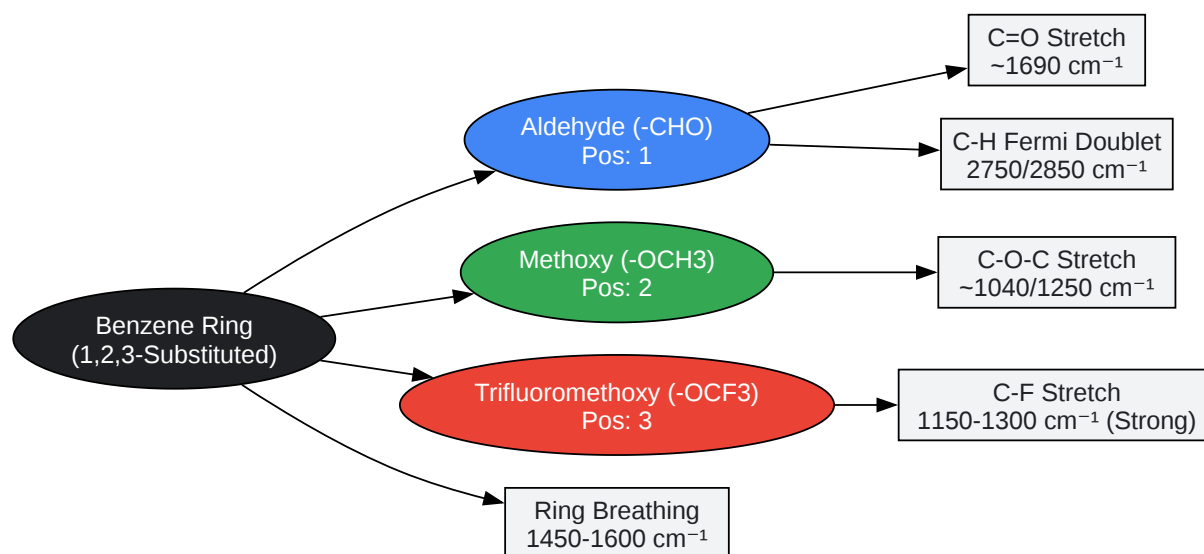 C=O Stretch
~1690 cm⁻¹
Aldehyde (-CHO)
Pos: 1
C-H Fermi Doublet
2750/2850 cm⁻¹
Methoxy (-OCH3)
Pos: 2
C-O-C Stretch
~1040/1250 cm⁻¹
Benzene Ring
(1,2,3-Substituted)
Trifluoromethoxy (-OCF3)
Pos: 3
C-F Stretch
1150-1300 cm⁻¹ (Strong)
Ring Breathing
1450-1600 cm⁻¹